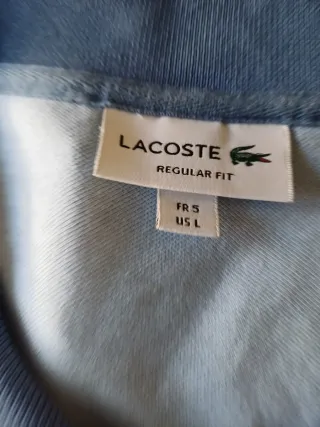 LACOSTE
REGULAR FIT
FR 5
US L